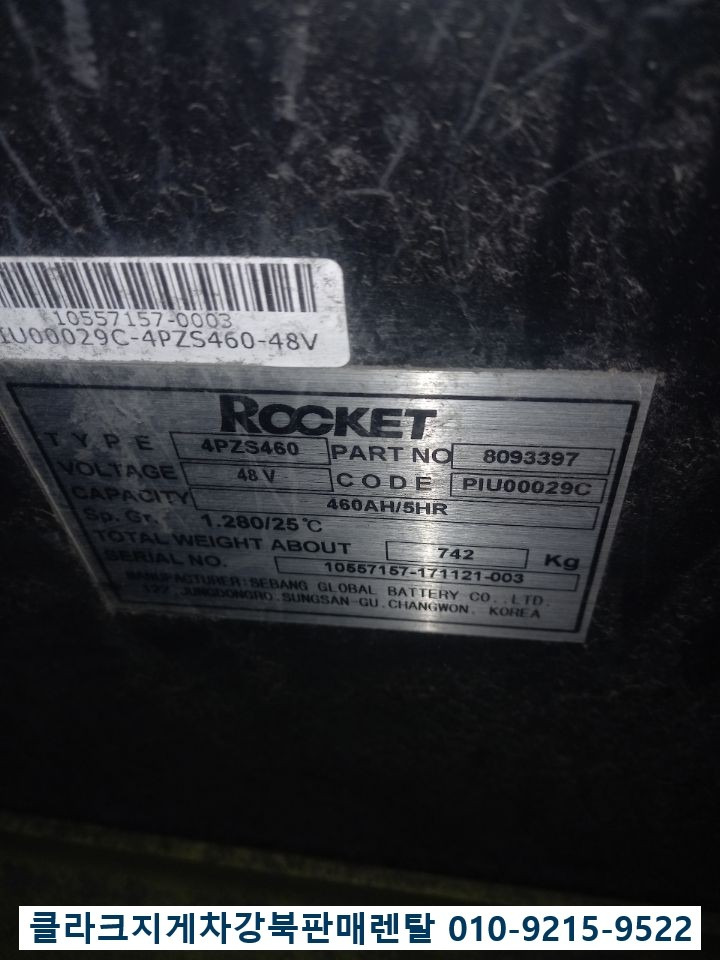 10557157-0003
IU00029C-4PZS460-48V
ROCKET
TYPE 4PZS460 PART NO 8093397
VOLTAGE 48V CODE PIU00029C
CAPACITY 460AH/5HR
Sp. Gr. 1.280/25℃
TOTAL WEIGHT ABOUT 742 Kg
SERIAL NO. 10557157-171121-003
MANUFACTURER:SEBANG GLOBAL BATTERY CO.,LTD.
JUNGDONGRO.SUNGSAN-GU.CHANGWON. KOREA
클라크지게차강북판매렌탈 010-9215-9522